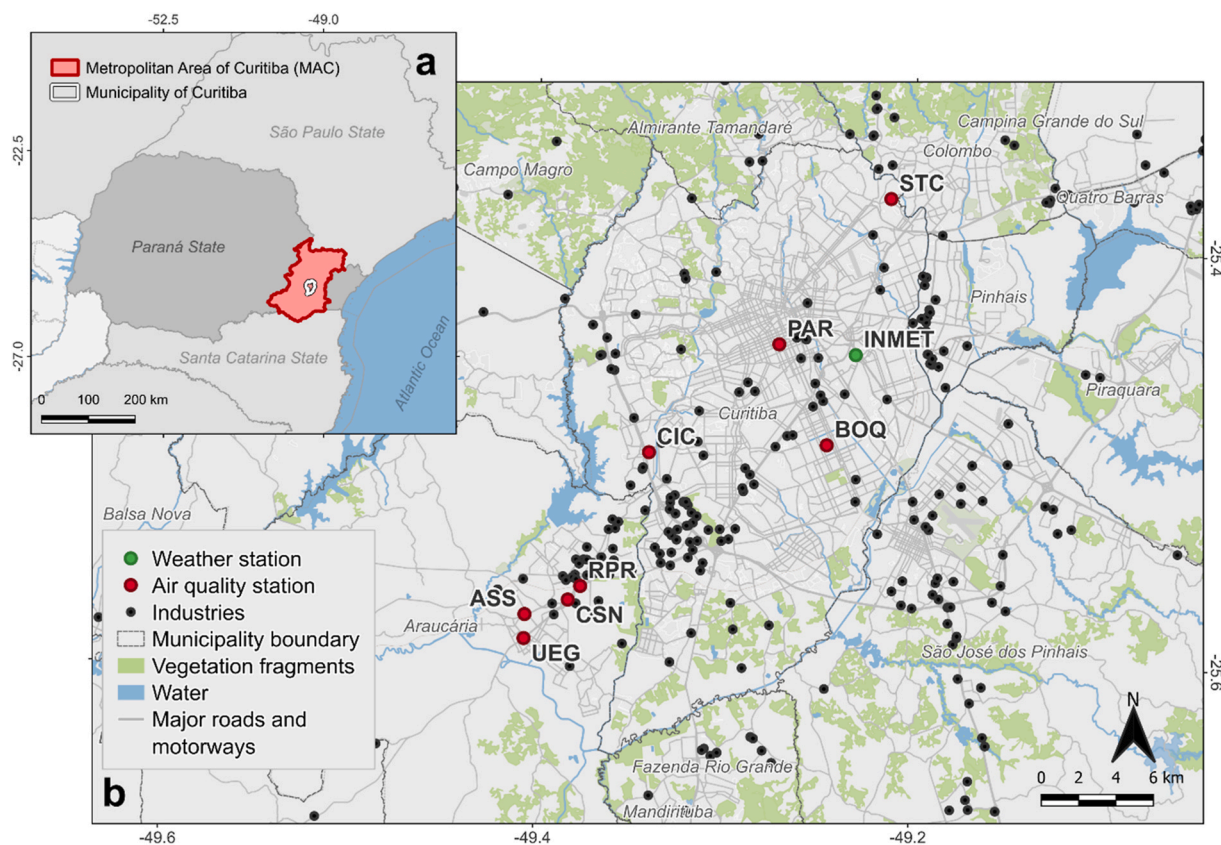 -52.5
-49.0
Metropolitan Area of Curitiba (MAC)
a
Municipality of Curitiba
São Paulo State
-22.5
Paraná State
Santa Catarina State
-27.0
Atlantic Ocean
0 100 200 km
Almirante Tamandaré
Campina Grande do Sul
Colombo
Campo Magro
STC
Quatro Barras
-25.4
Pinhais
PAR
INMET
Piraquara
Curitiba
CIC
BOQ
Balsa Nova
Weather station
Air quality station
Industries
Municipality boundary
Vegetation fragments
Water
Major roads and
motorways
RPR
ASS
CSN
Araucária
UEG
São José dos Pinhais
-25.6
N
Fazenda Rio Grande
0 2 4 6 km
Mandirituba
b
-49.6
-49.4
-49.2